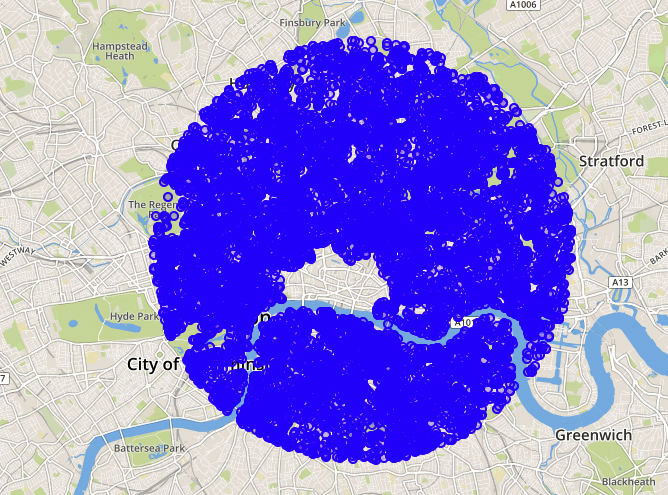 A1006
Finsbury Park
Hampstead
Heath
FOREST-L
Stratford
The Rege
WESTWAY
A13
BARK
Hyde Park
A10
City of
7
Greenwich
Battersea Park
Blackheath